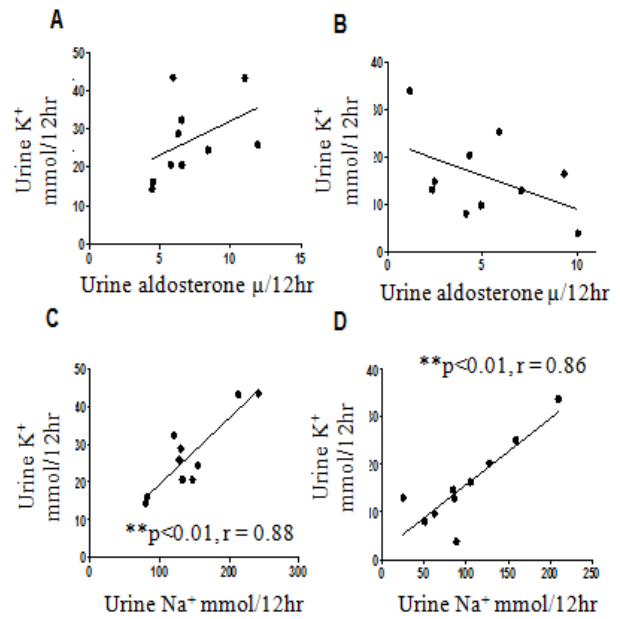 A
50
40
30
20
10
0
Urine K⁺
mmol/12hr
0 5 10 15
Urine aldosterone µ/12hr
B
40
30
20
10
0
Urine K⁺
mmol/12hr
0 5 10
Urine aldosterone µ/12hr
C
50
40
30
20
10
0
Urine K⁺
mmol/12hr
**p<0.01, r = 0.88
0 100 200 300
Urine Na⁺ mmol/12hr
D
40
30
20
10
0
Urine K⁺
mmol/12hr
**p<0.01, r = 0.86
0 50 100 150 200 250
Urine Na⁺ mmol/12hr